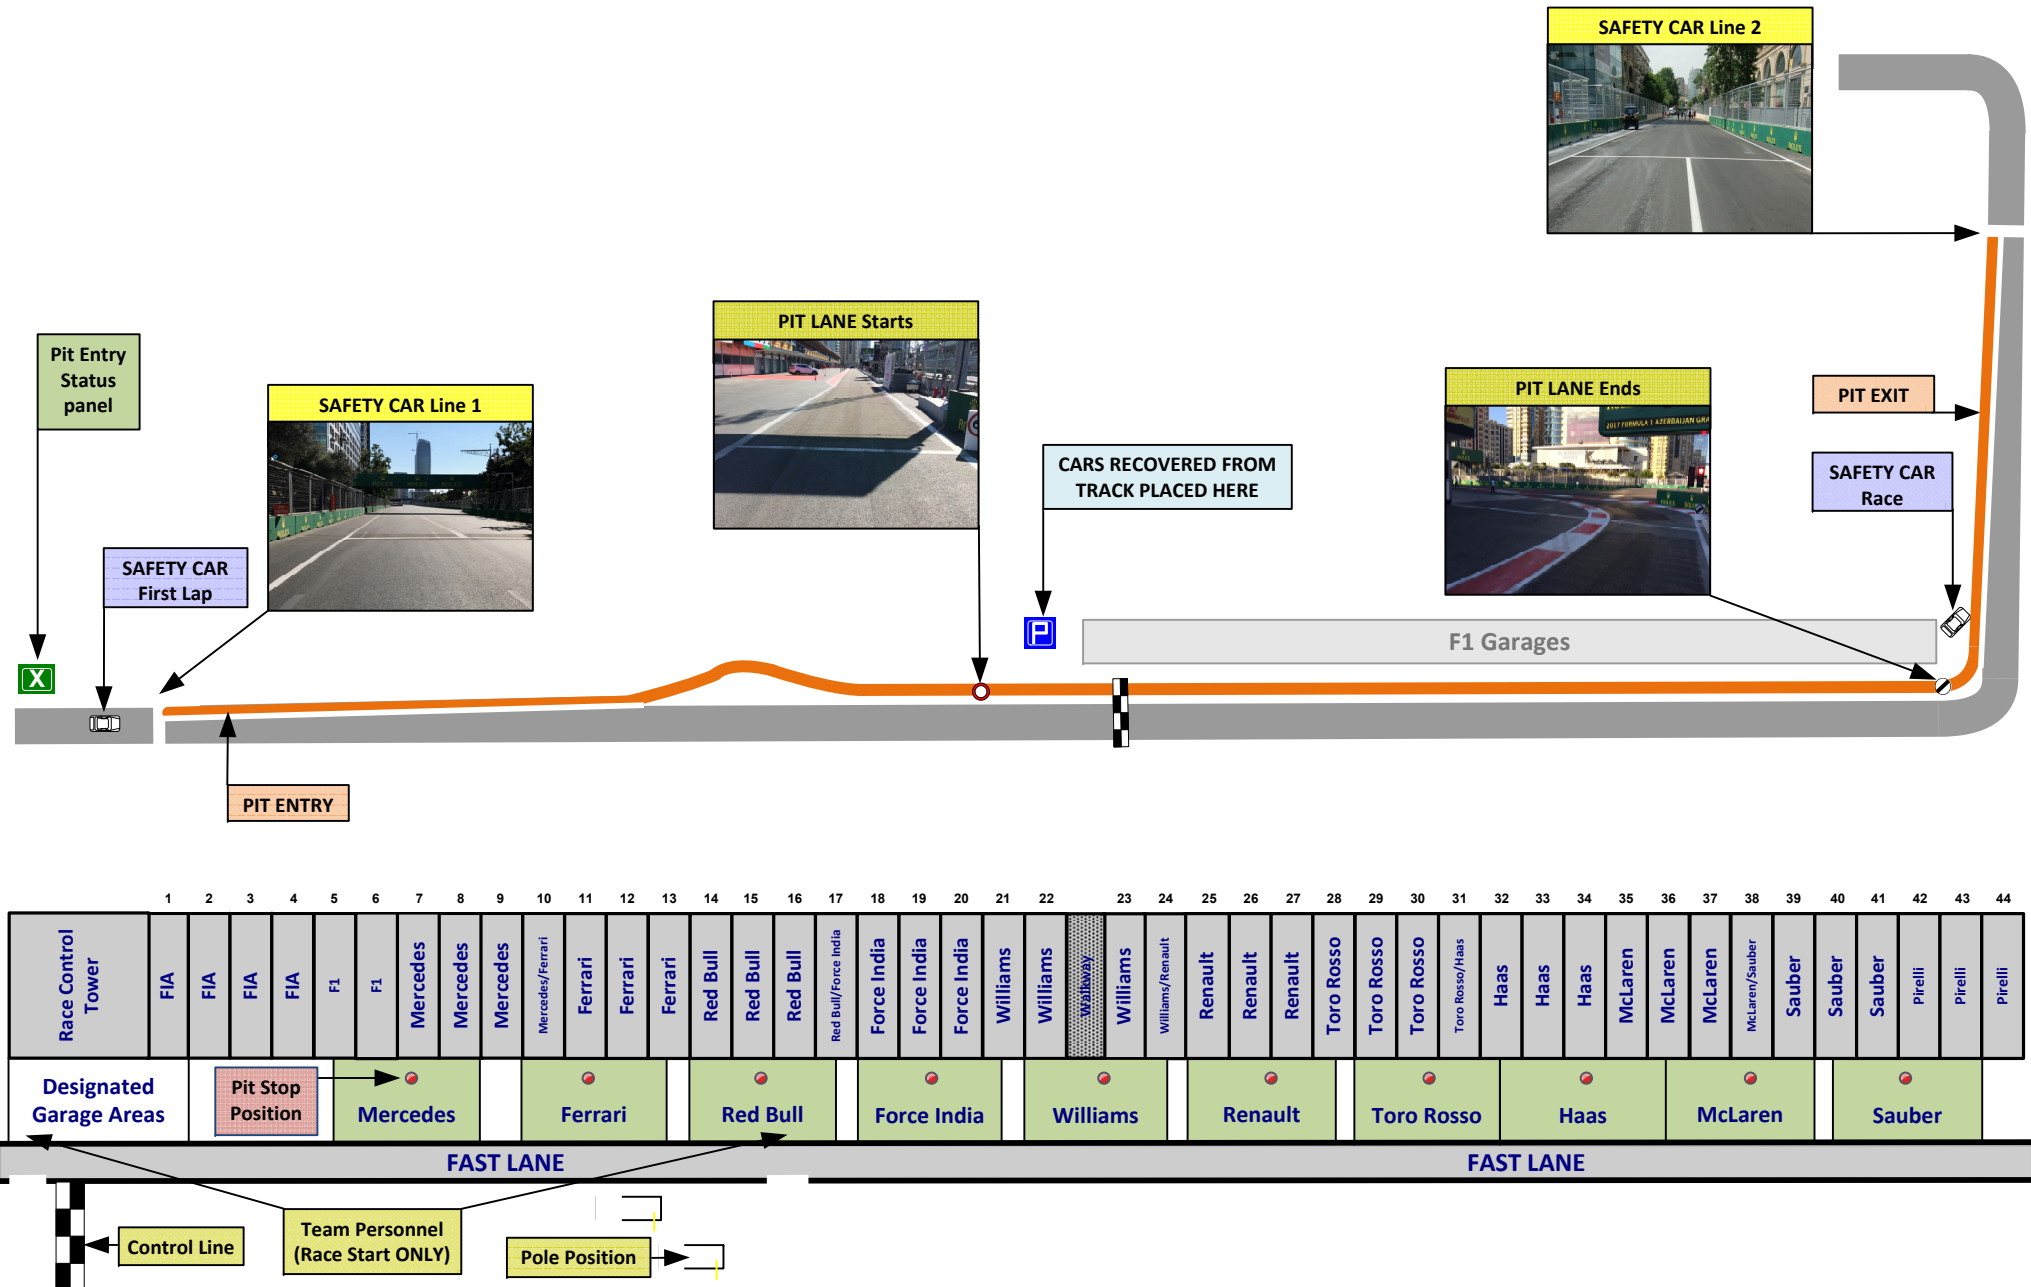 SAFETY CAR Line 2
PIT LANE Starts
Pit Entry
Status
panel
SAFETY CAR Line 1
PIT LANE Ends
2017 FORMULA 1 AZERBAIJAN GRA
PIT EXIT
CARS RECOVERED FROM
TRACK PLACED HERE
SAFETY CAR
Race
SAFETY CAR
First Lap
P
F1 Garages
X
PIT ENTRY
1 2 3 4 5 6 7 8 9 10 11 12 13 14 15 16 17 18 19 20 21 22 23 24 25 26 27 28 29 30 31 32 33 34 35 36 37 38 39 40 41 42 43 44
Race Control
Tower
FIA
FIA
FIA
FIA
F1
F1
Mercedes
Mercedes
Mercedes
Mercedes/Ferrari
Ferrari
Ferrari
Ferrari
Red Bull
Red Bull
Red Bull
Red Bull/Force India
Force India
Force India
Force India
Williams
Williams
Walkway
Williams
Williams/Renault
Renault
Renault
Renault
Toro Rosso
Toro Rosso
Toro Rosso
Toro Rosso/Haas
Haas
Haas
Haas
McLaren
McLaren
McLaren
McLaren/Sauber
Sauber
Sauber
Sauber
Pirelli
Pirelli
Pirelli
Designated
Garage Areas
Pit Stop
Position
Mercedes
Ferrari
Red Bull
Force India
Williams
Renault
Toro Rosso
Haas
McLaren
Sauber
FAST LANE FAST LANE
Control Line
Team Personnel
(Race Start ONLY)
Pole Position